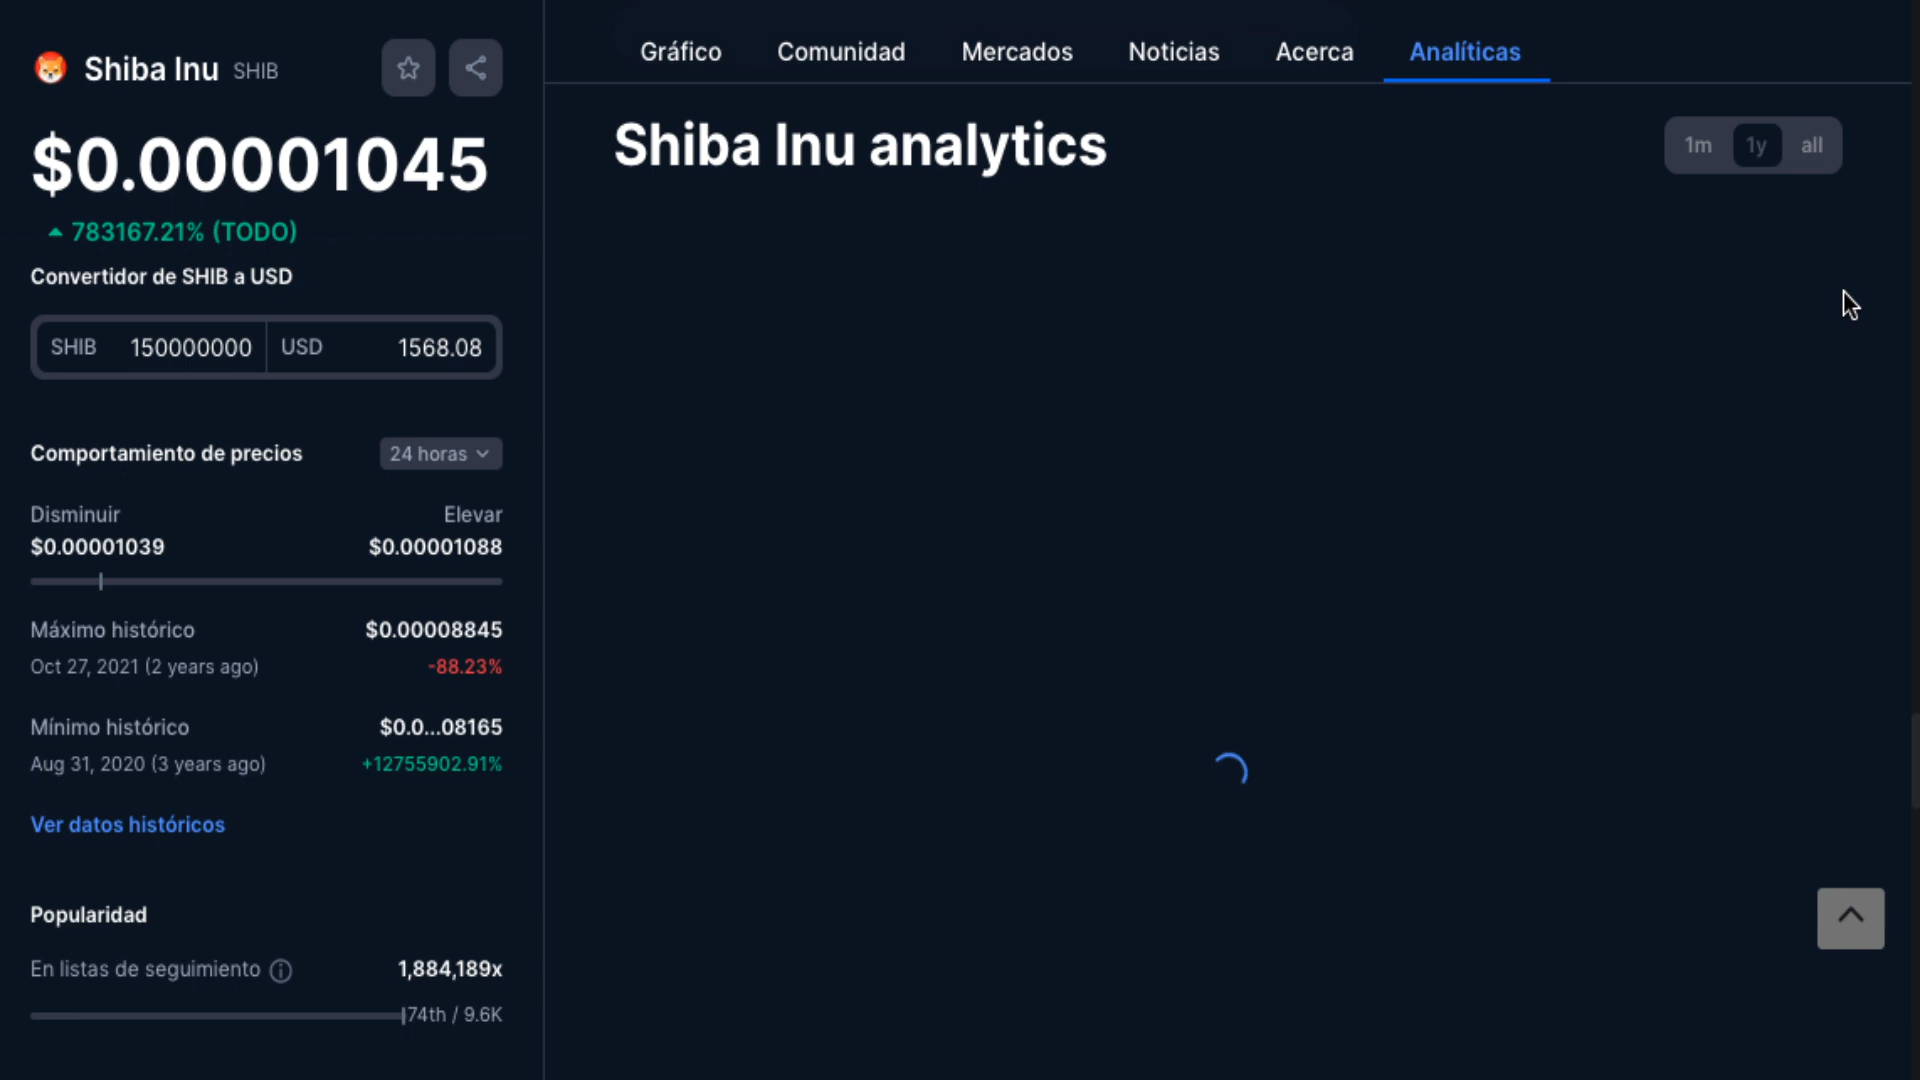 Shiba Inu SHIB
$0.00001045
783167.21% (TODO)
Convertidor de SHIB a USD
SHIB 150000000 USD 1568.08
Comportamiento de precios 24 horas
Disminuir Elevar
$0.00001039 $0.00001088
Máximo histórico $0.00008845
Oct 27, 2021 (2 years ago) -88.23%
Mínimo histórico $0.0...08165
Aug 31, 2020 (3 years ago) +12755902.91%
Ver datos históricos
Popularidad
En listas de seguimiento 1,884,189x
74th / 9.6K
Gráfico Comunidad Mercados Noticias Acerca Analíticas
Shiba Inu analytics 1m 1y all